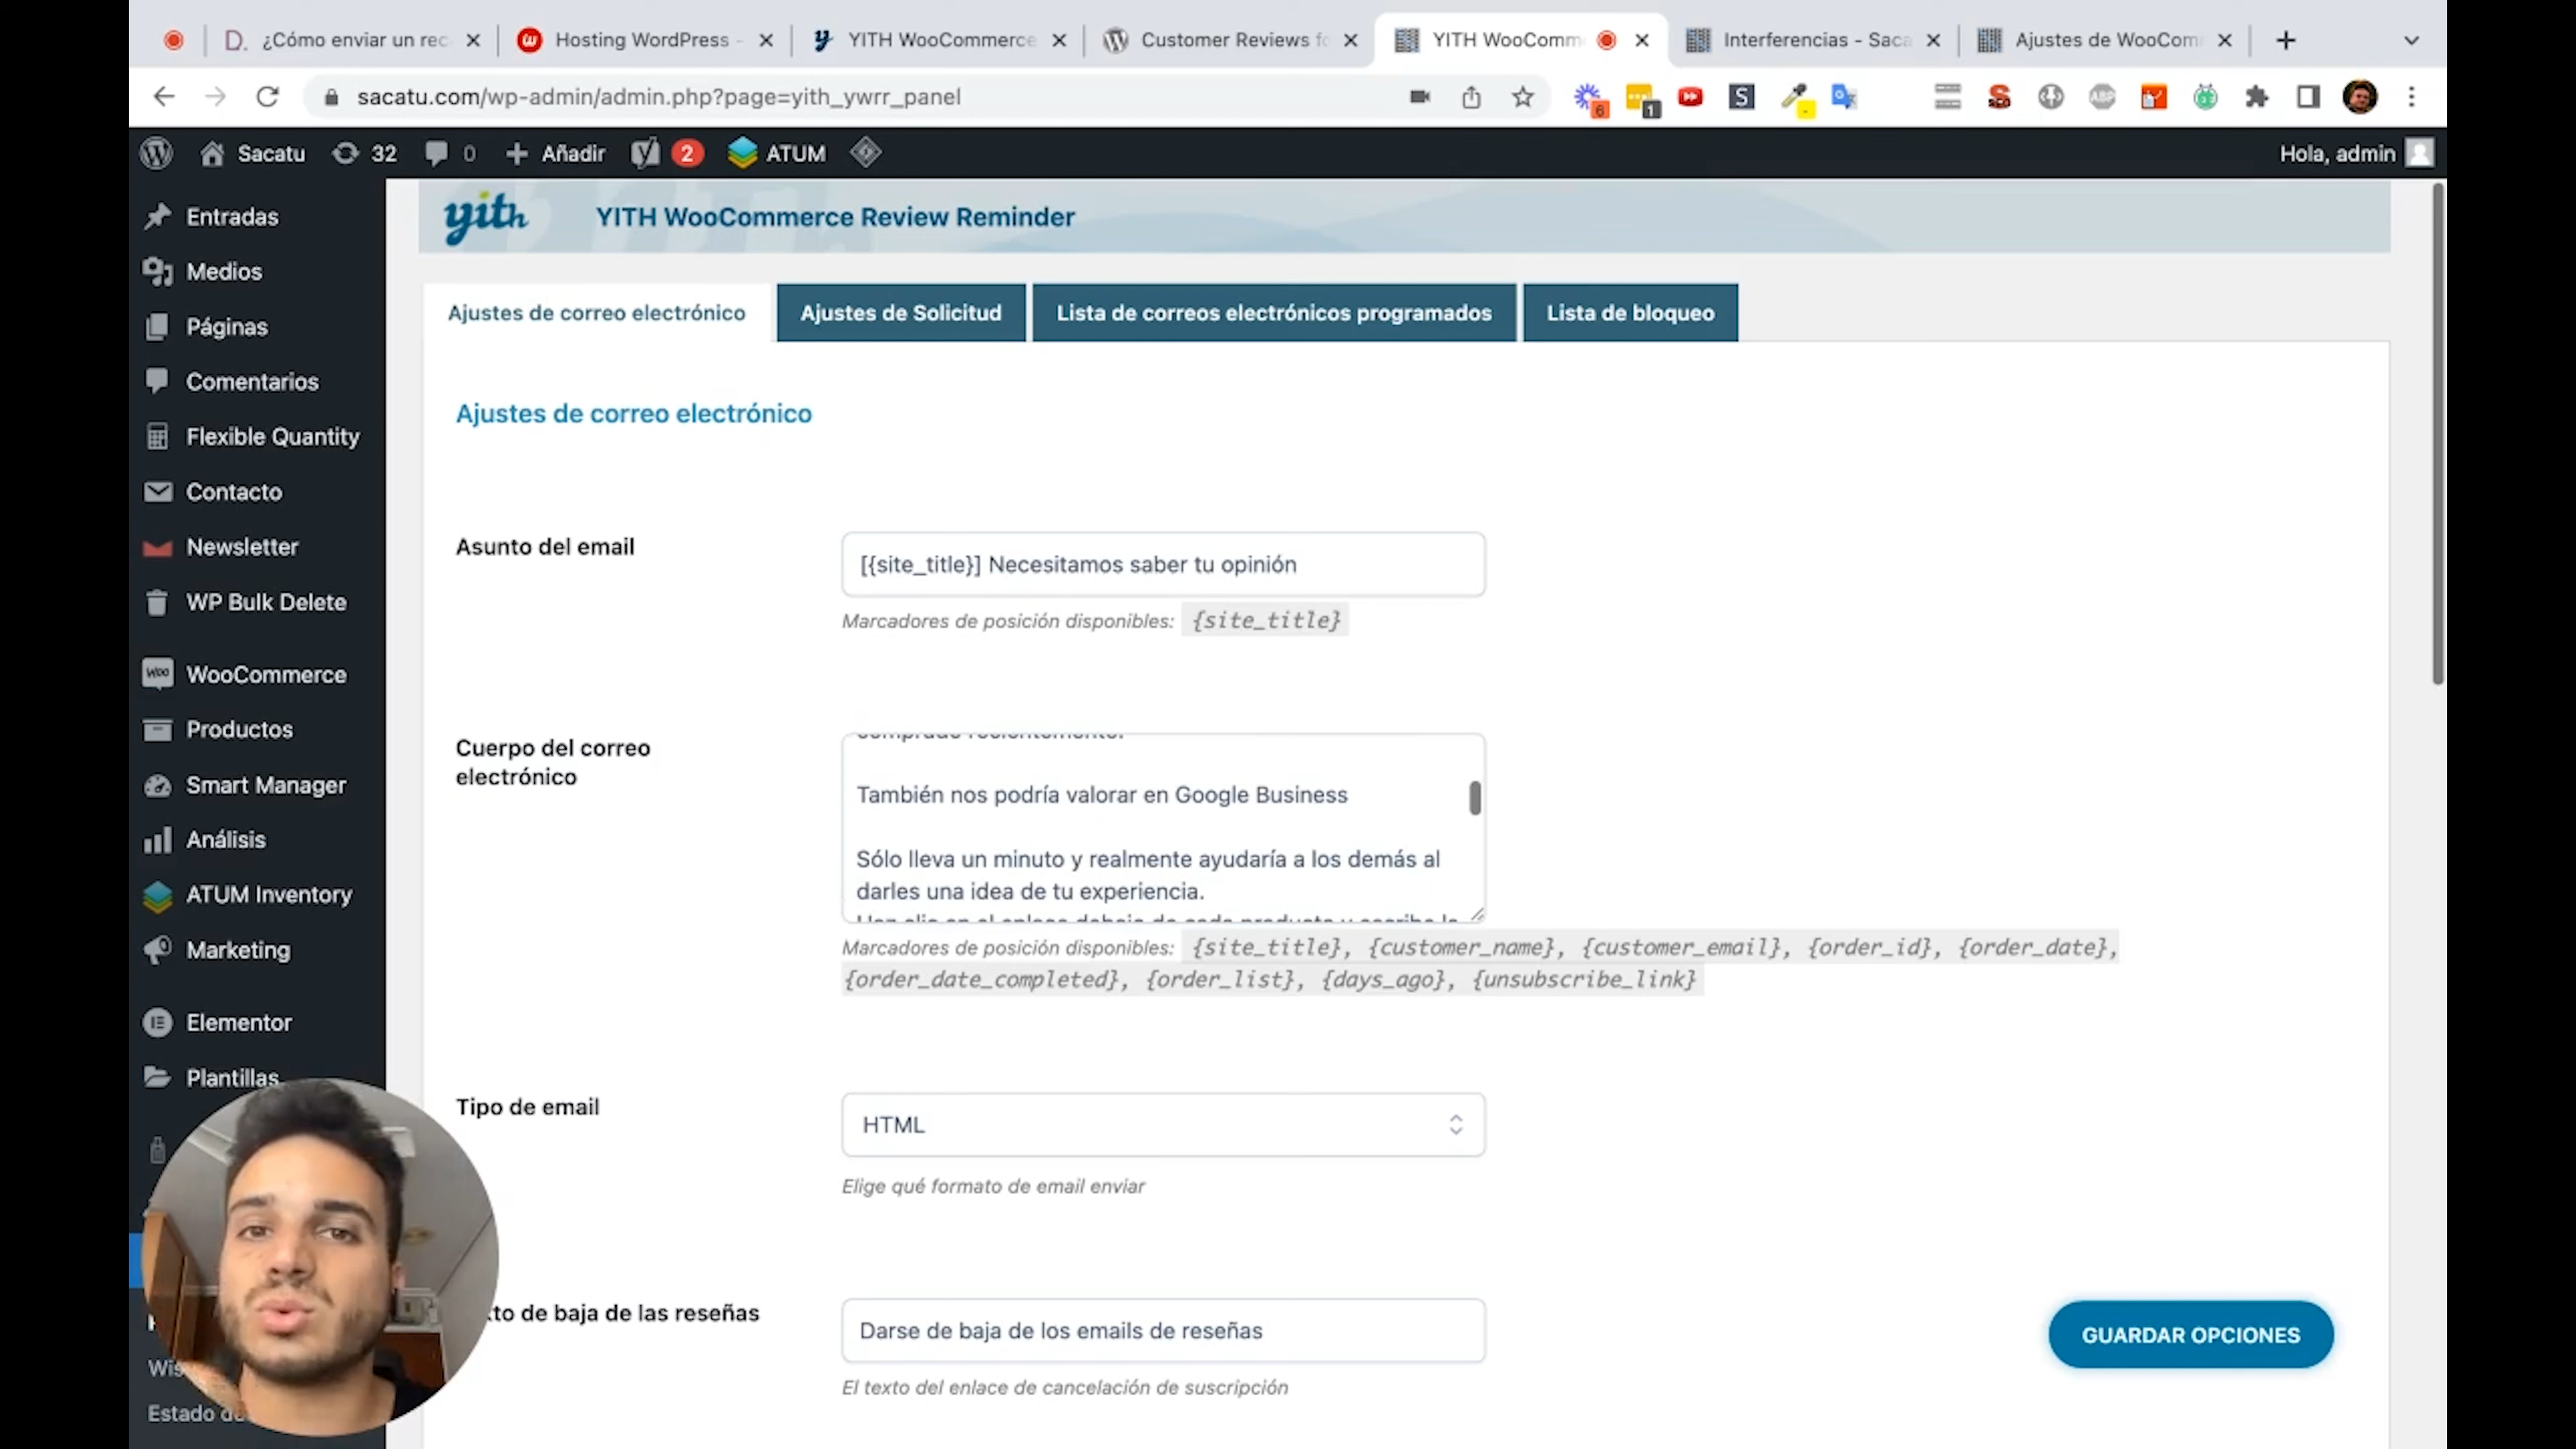 ¿Cómo enviar un rec
Hosting WordPress -
YITH WooCommerce
Customer Reviews fo
YITH WooComm
Interferencias - Saca
Ajustes de WooCom
sacatu.com/wp-admin/admin.php?page=yith_ywrr_panel
6
1
S
ABP
Sacatu
32
0
Añadir
2
ATUM
Hola, admin
Entradas
Medios
Páginas
Comentarios
Flexible Quantity
Contacto
Newsletter
WP Bulk Delete
WooCommerce
Productos
Smart Manager
Análisis
ATUM Inventory
Marketing
Elementor
Plantillas
Wis
Estado de
yith
YITH WooCommerce Review Reminder
Ajustes de correo electrónico
Ajustes de Solicitud
Lista de correos electrónicos programados
Lista de bloqueo
Ajustes de correo electrónico
Asunto del email
[{site_title}] Necesitamos saber tu opinión
Marcadores de posición disponibles: {site_title}
Cuerpo del correo
electrónico
También nos podría valorar en Google Business
Sólo lleva un minuto y realmente ayudaría a los demás al
darles una idea de tu experiencia.
Marcadores de posición disponibles: {site_title}, {customer_name}, {customer_email}, {order_id}, {order_date},
{order_date_completed}, {order_list}, {days_ago}, {unsubscribe_link}
Tipo de email
HTML
Elige qué formato de email enviar
to de baja de las reseñas
Darse de baja de los emails de reseñas
El texto del enlace de cancelación de suscripción
GUARDAR OPCIONES